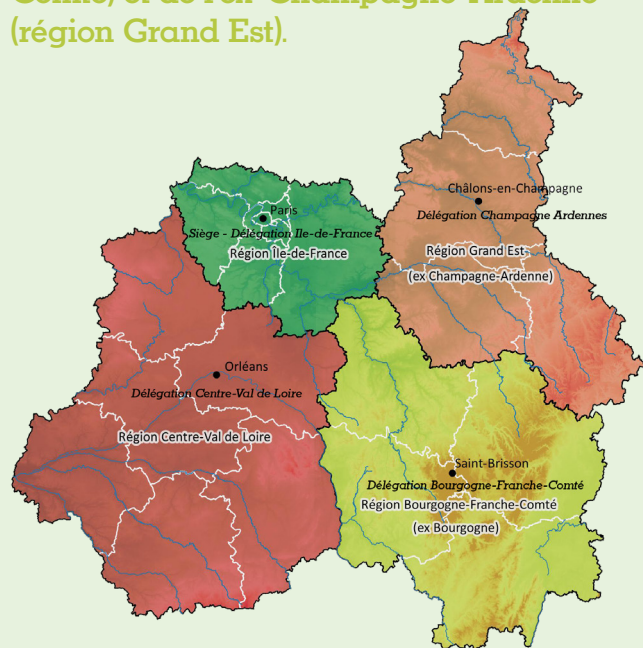 (région Grand Est).
Châlons-en-Champagne
Délégation Champagne Ardennes
Paris
Siège - Délégation Ile-de-France
Région Île-de-France
Région Grand Est
(ex Champagne-Ardenne)
Orléans
Délégation Centre-Val de Loire
Région Centre-Val de Loire
Saint-Brisson
Délégation Bourgogne-Franche-Comté
Région Bourgogne-Franche-Comté
(ex Bourgogne)